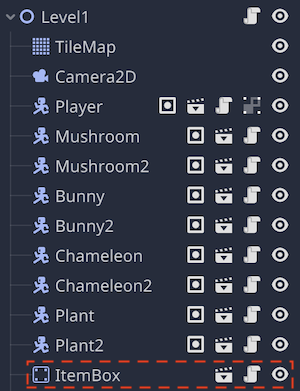 Level1
TileMap
Camera2D
Player
Mushroom
Mushroom2
Bunny
Bunny2
Chameleon
Chameleon2
Plant
Plant2
ItemBox